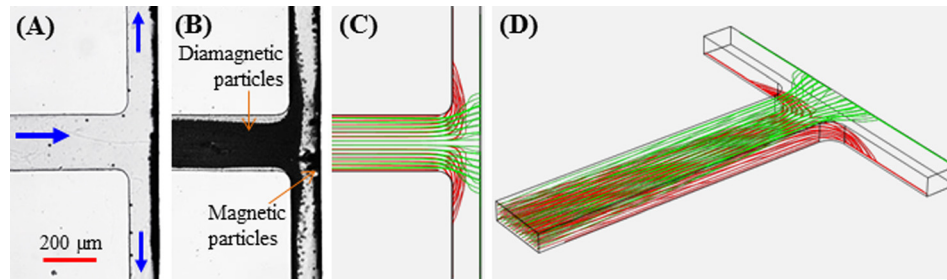 (A)
(B)
(C)
(D)
Diamagnetic
particles
Magnetic
particles
200 µm